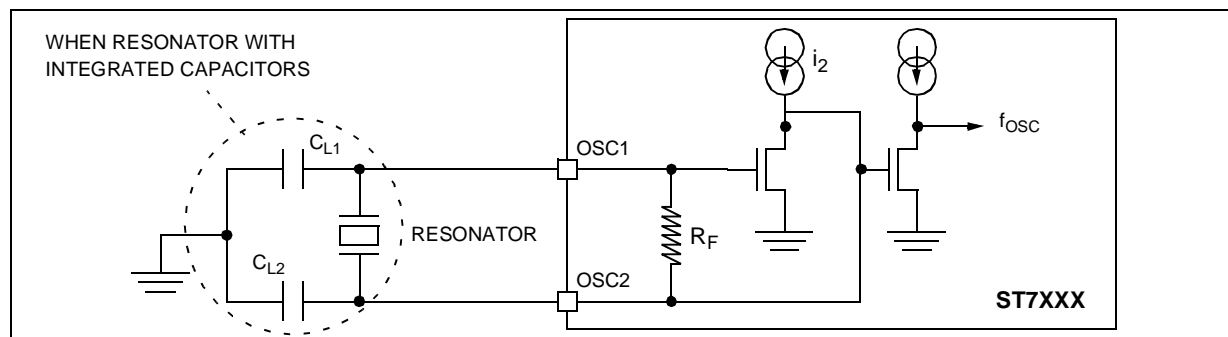 WHEN RESONATOR WITH
INTEGRATED CAPACITORS
CL1
CL2
RESONATOR
OSC1
OSC2
RF
i2
fOSC
ST7XXX